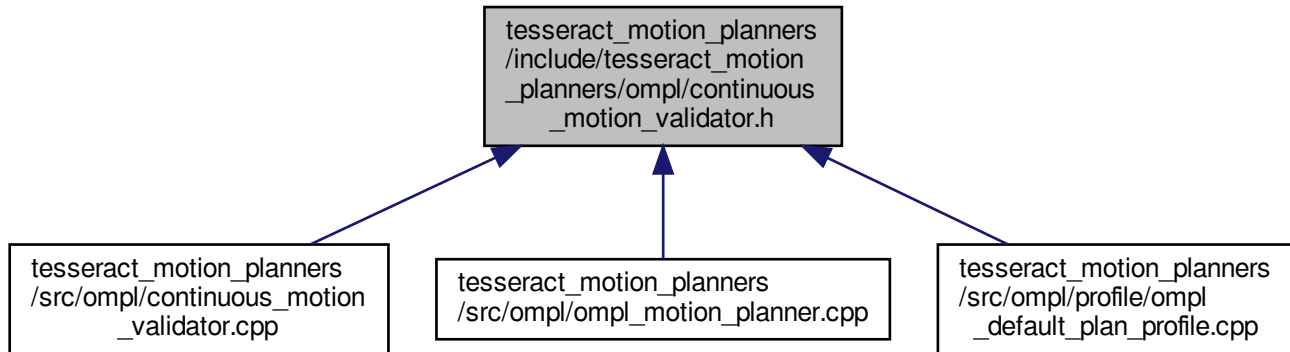 tesseract_motion_planners
/include/tesseract_motion
_planners/ompl/continuous
_motion_validator.h
tesseract_motion_planners
/src/ompl/continuous_motion
_validator.cpp
tesseract_motion_planners
/src/ompl/ompl_motion_planner.cpp
tesseract_motion_planners
/src/ompl/profile/ompl
_default_plan_profile.cpp